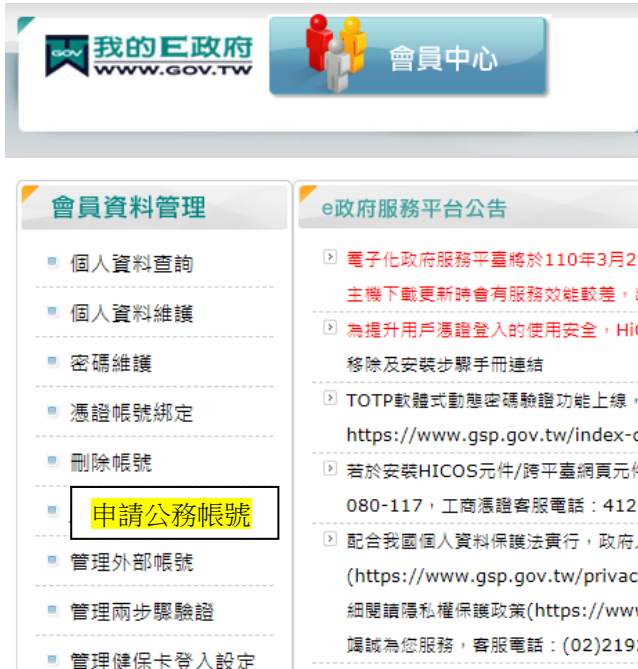 GOV 我的E政府
WWW.GOV.TW
會員中心
會員資料管理
個人資料查詢
個人資料維護
密碼維護
憑證帳號綁定
刪除帳號
申請公務帳號
管理外部帳號
管理兩步驟驗證
管理健保卡登入設定
e政府服務平台公告
電子化政府服務平臺將於110年3月2
主機下載更新時會有服務效能較差，
為提升用戶憑證登入的使用安全，Hi
移除及安裝步驟手冊連結
TOTP軟體式動態密碼驗證功能上線，
https://www.gsp.gov.tw/index-
若於安裝HICOS元件/跨平臺網頁元件
080-117，工商憑證客服電話：412
配合我國個人資料保護法實行，政府
(https://www.gsp.gov.tw/privac
細閱讀隱私權保護政策(https://ww
竭誠為您服務，客服電話：(02)219